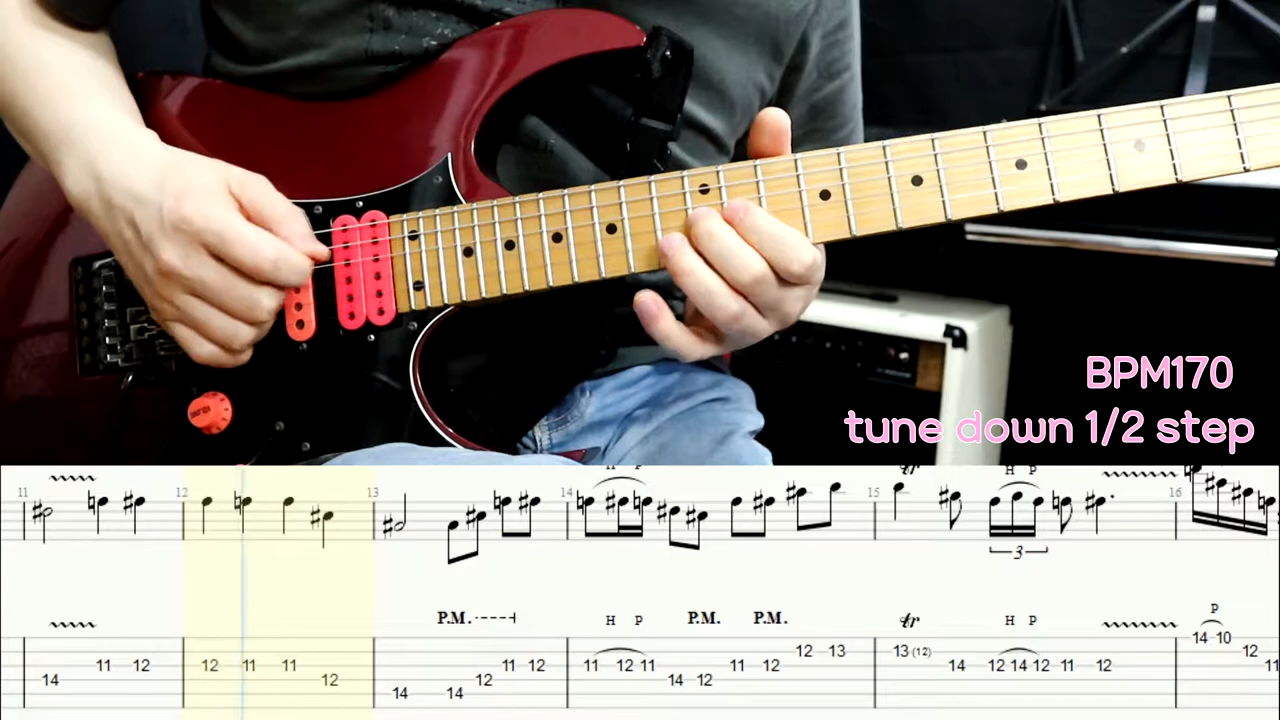 BPM170
tune down 1/2 step
11 12 13 14 15 16
tr H P
3
P.M. H P P.M. P.M. tr H P P
14 10
12 13 13 (12) 12
11 12 12 11 11 11 12 11 12 11 11 12 14 12 14 12 11 12 11
14 12 12 14 12
14 14